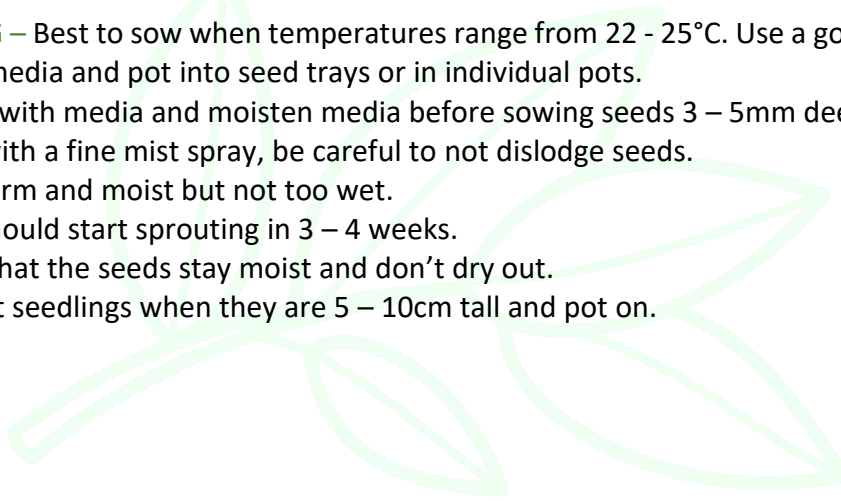 – Best to sow when temperatures range from 22 - 25°C. Use a go
media and pot into seed trays or in individual pots.
with media and moisten media before sowing seeds 3 – 5mm dee
ith a fine mist spray, be careful to not dislodge seeds.
rm and moist but not too wet.
ould start sprouting in 3 – 4 weeks.
hat the seeds stay moist and don’t dry out.
t seedlings when they are 5 – 10cm tall and pot on.